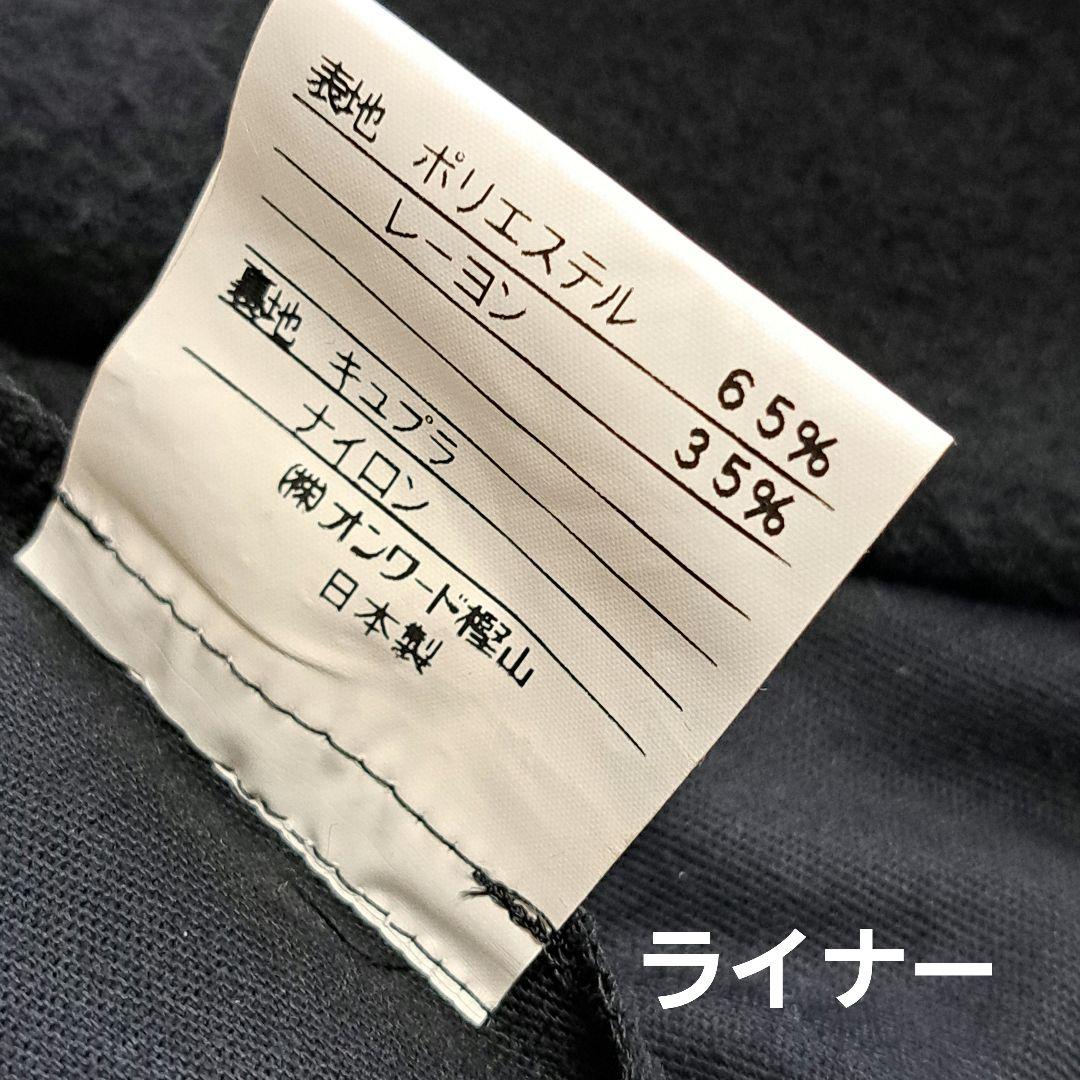 表地 ポリエステル 65%
レーヨン 35%
裏地 キュプラ
ナイロン
(株)オンワード樫山
日本製
ライナー